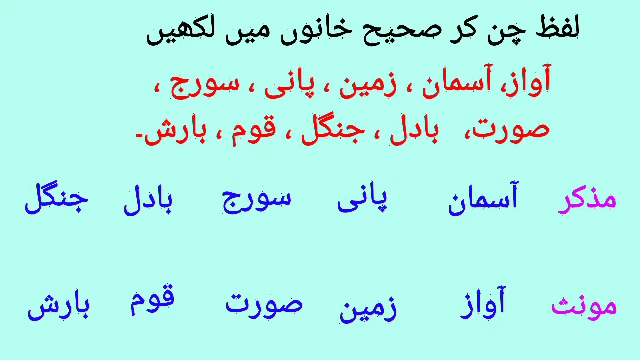 لفظ چن کر صحیح خانوں میں لکھیں
آواز، آسمان ، زمین ، پانی ، سورج ،
صورت، بادل ، جنگل ، قوم ، بارش۔
مذکر آسمان پانی سورج بادل جنگل
مونث آواز زمین صورت قوم بارش